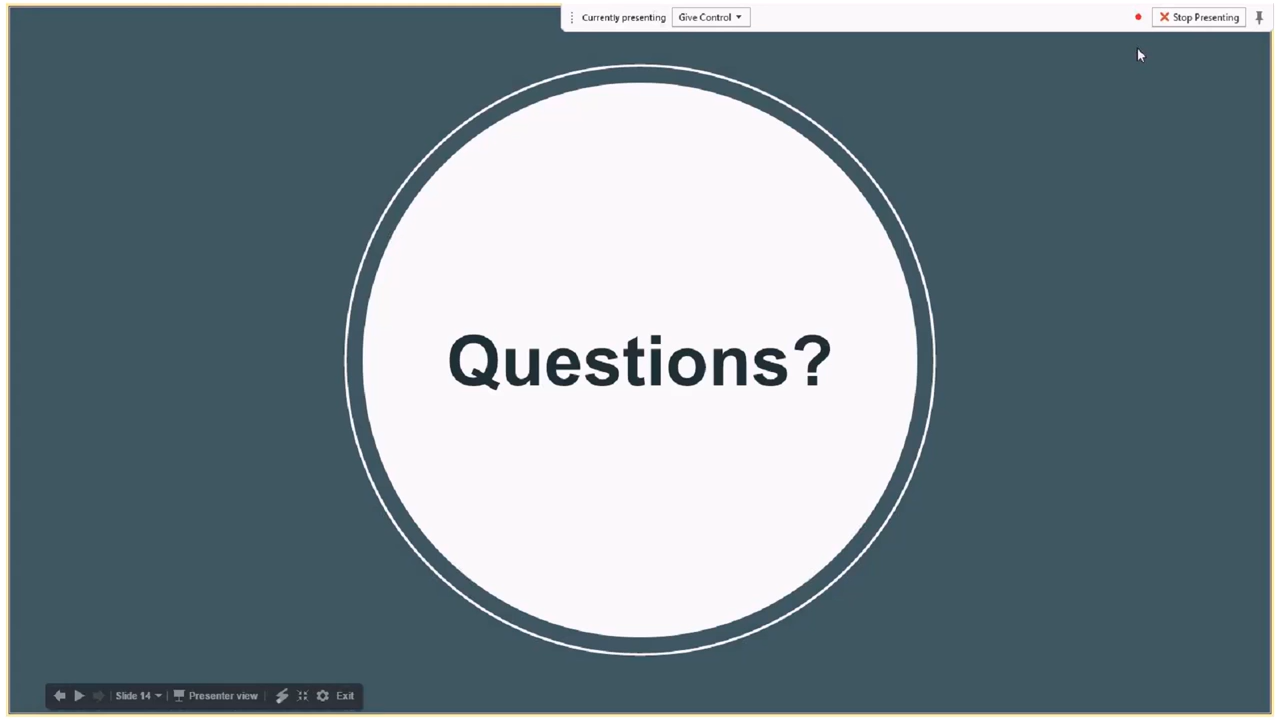 Currently presenting Give Control Stop Presenting
Questions?
Slide 14 Presenter view Exit